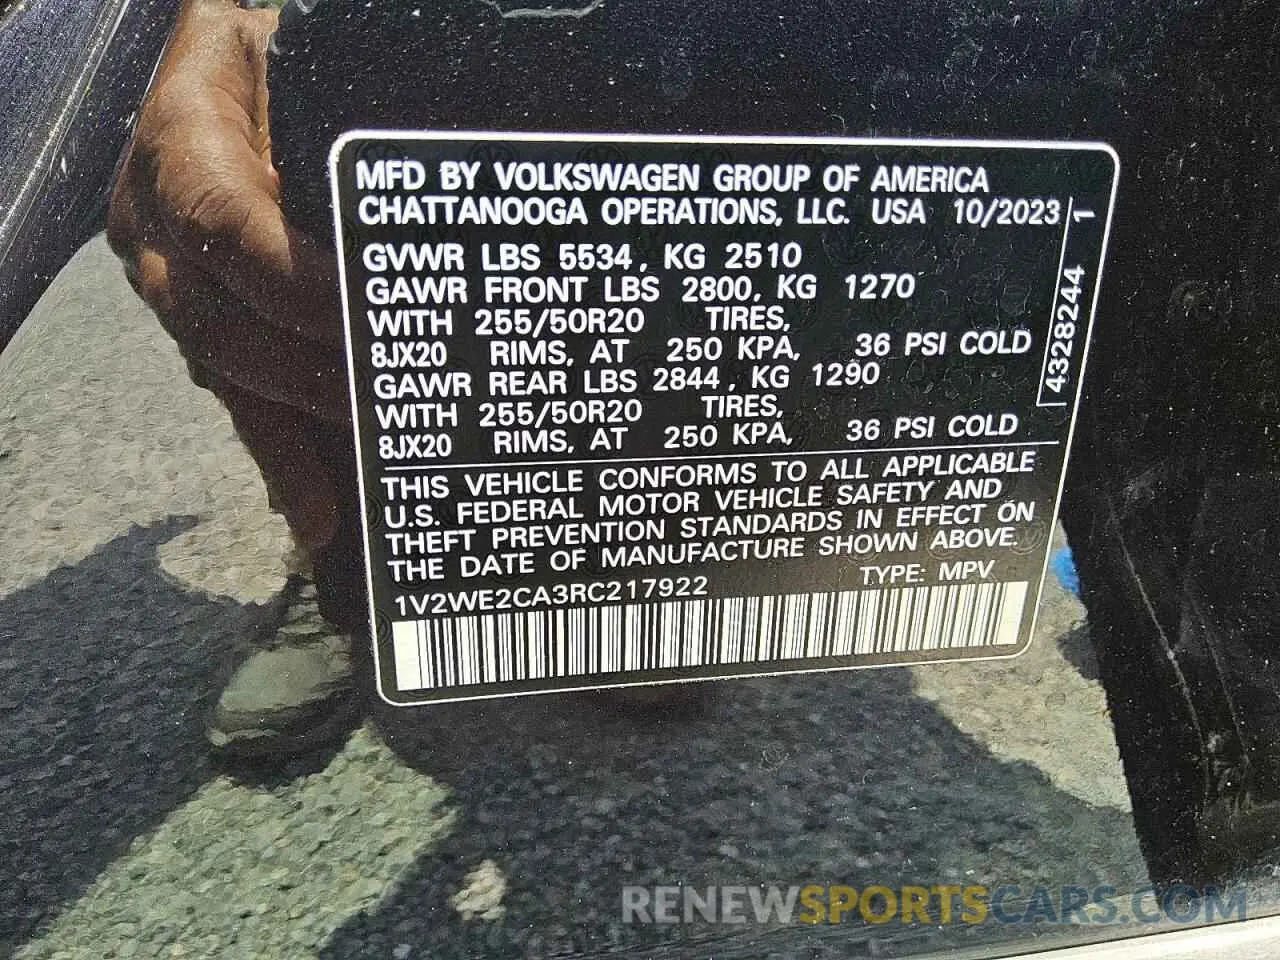 MFD BY VOLKSWAGEN GROUP OF AMERICA
CHATTANOOGA OPERATIONS, LLC. USA 10/2023
GVWR LBS 5534, KG 2510
GAWR FRONT LBS 2800, KG 1270
WITH 255/50R20 TIRES,
8JX20 RIMS, AT 250 KPA, 36 PSI COLD
GAWR REAR LBS 2844, KG 1290
WITH 255/50R20 TIRES,
8JX20 RIMS, AT 250 KPA, 36 PSI COLD
4328244 1
THIS VEHICLE CONFORMS TO ALL APPLICABLE
U.S. FEDERAL MOTOR VEHICLE SAFETY AND
THEFT PREVENTION STANDARDS IN EFFECT ON
THE DATE OF MANUFACTURE SHOWN ABOVE.
1V2WE2CA3RC217922 TYPE: MPV
RENEWSPORTSCARS.COM